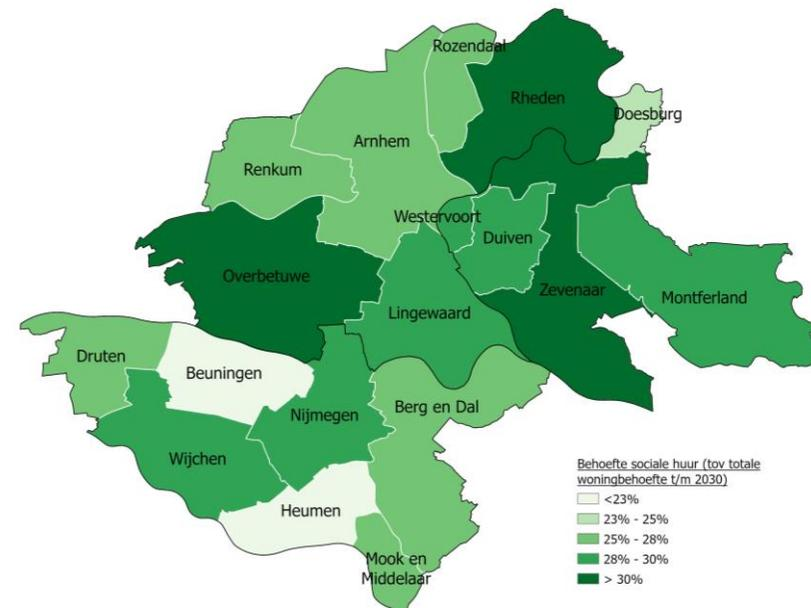 Rozendaal
Rheden
Doesburg
Arnhem
Renkum
Westervoort
Duiven
Overbetuwe
Zevenaar
Montferland
Lingewaard
Druten
Beuningen
Berg en Dal
Nijmegen
Wijchen
Heumen
Mook en
Middelaar
Behoefte sociale huur (tov totale
woningbehoefte t/m 2030)
<23%
23% - 25%
25% - 28%
28% - 30%
> 30%